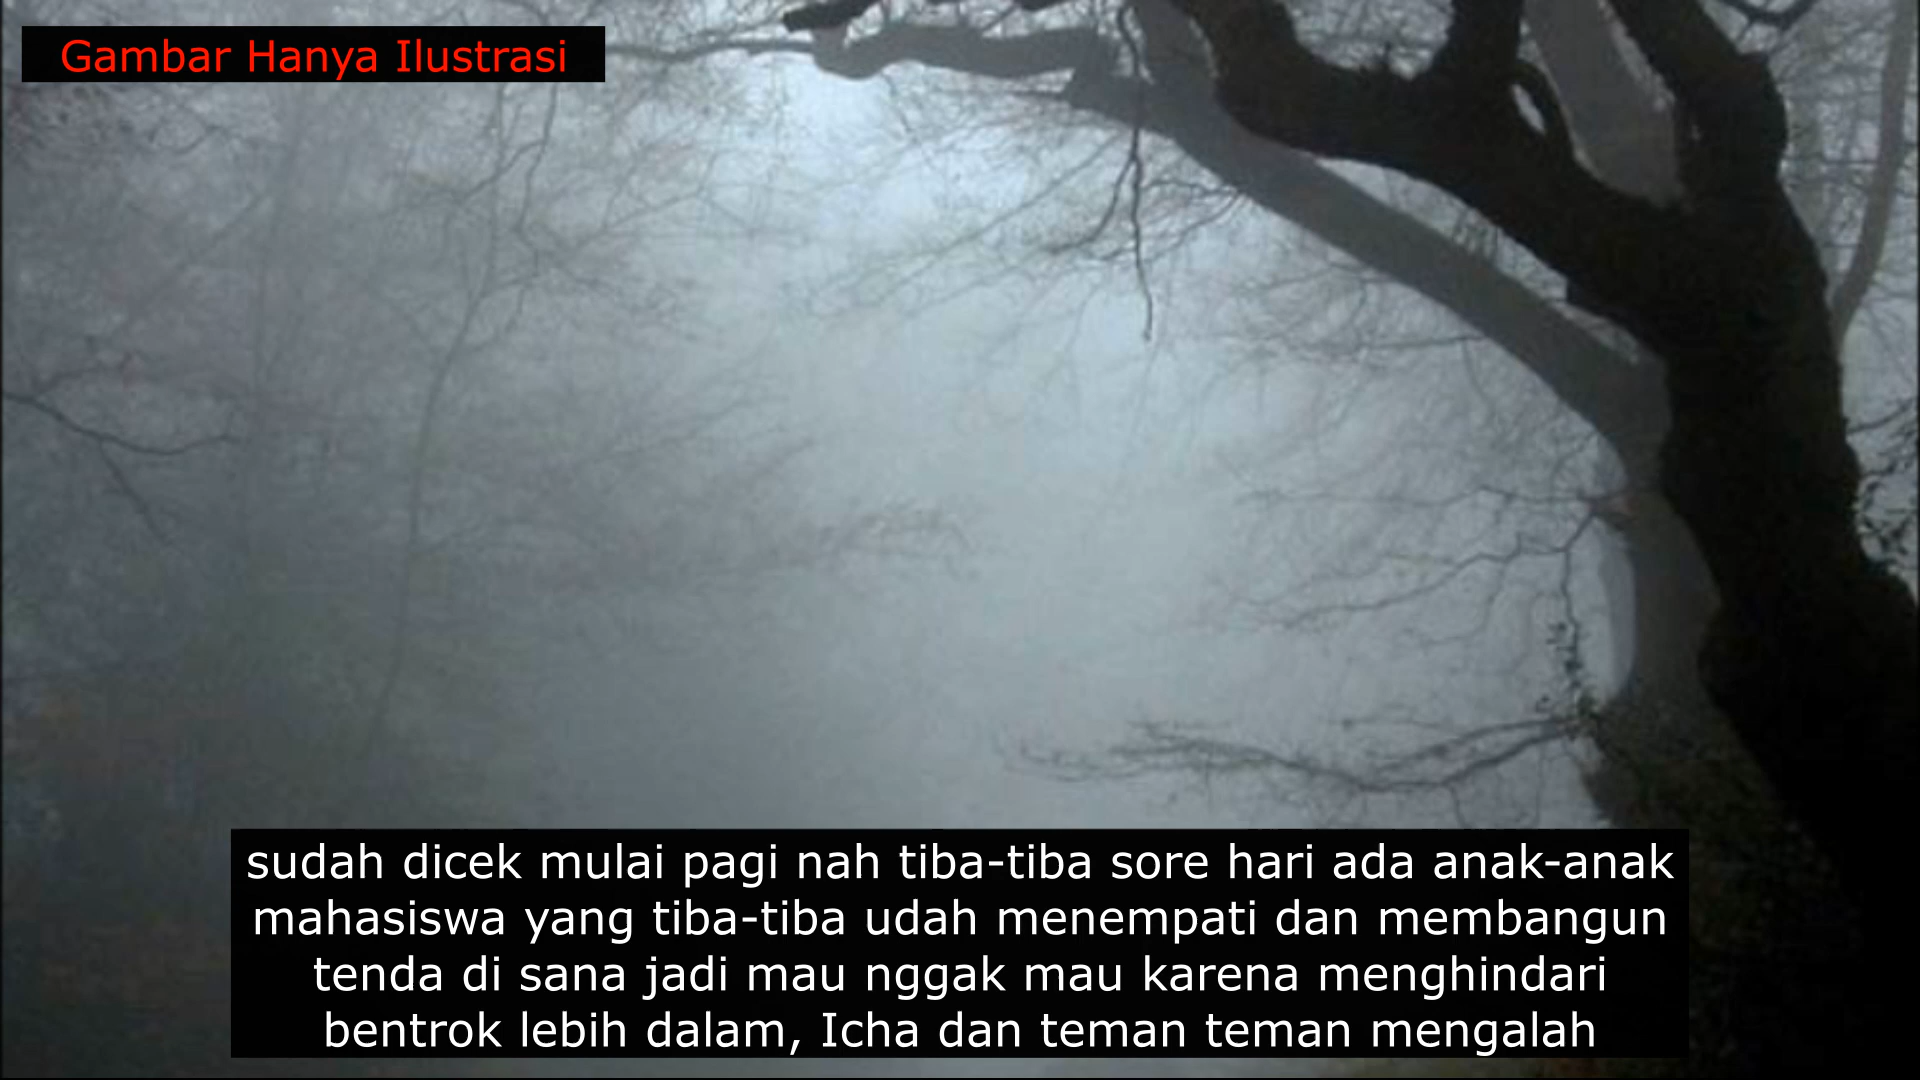 Gambar Hanya Ilustrasi
sudah dicek mulai pagi nah tiba-tiba sore hari ada anak-anak
mahasiswa yang tiba-tiba udah menempati dan membangun
tenda di sana jadi mau nggak mau karena menghindari
bentrok lebih dalam, Icha dan teman teman mengalah